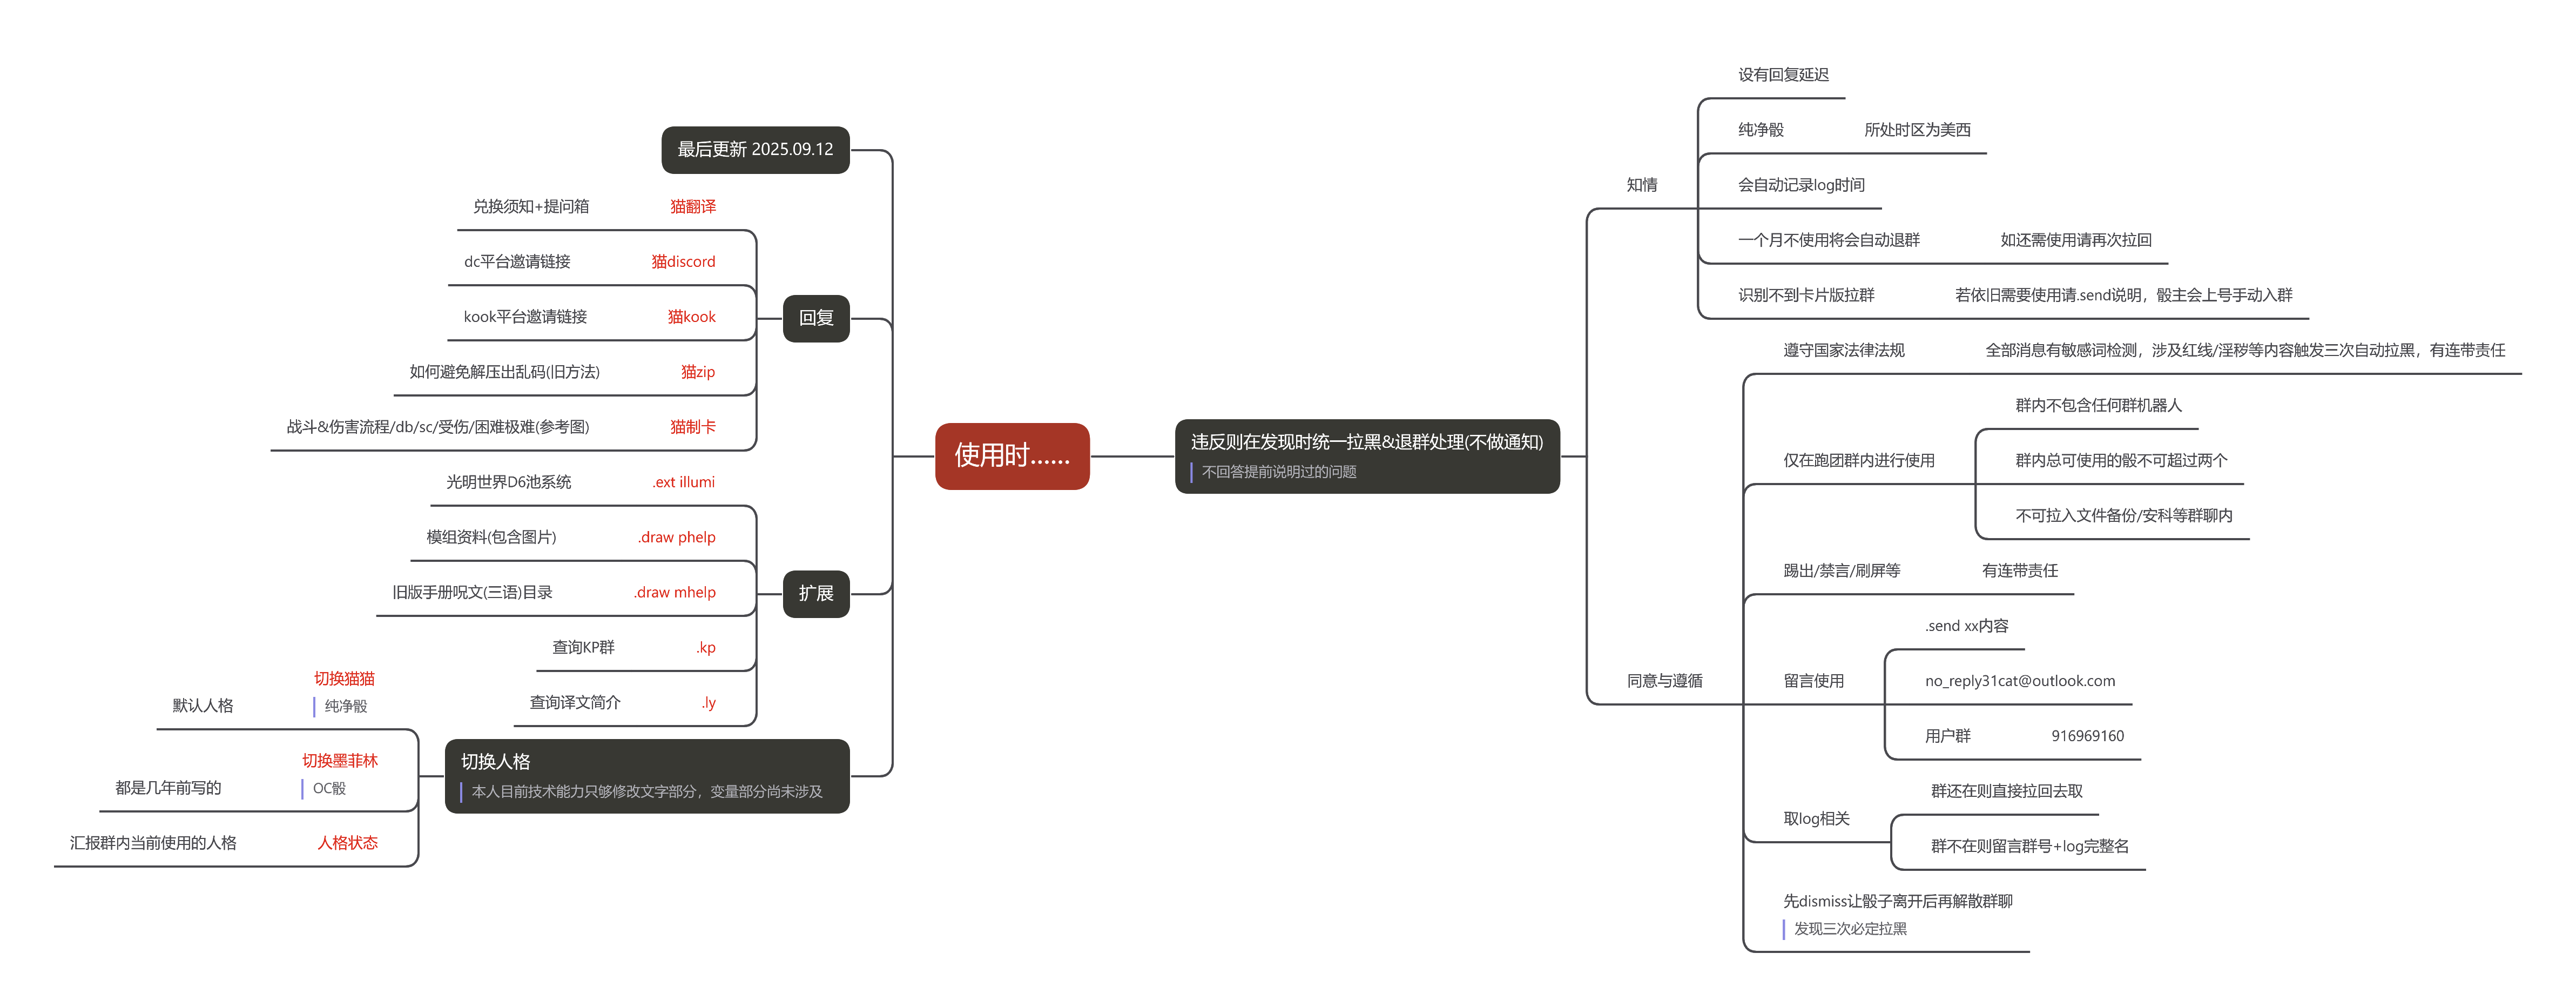 使用时......
最后更新 2025.09.12
回复
猫翻译
兑换须知+提问箱
猫discord
dc平台邀请链接
猫kook
kook平台邀请链接
猫zip
如何避免解压出乱码(旧方法)
猫制卡
战斗&伤害流程/db/sc/受伤/困难极难(参考图)
扩展
.ext illumi
光明世界D6池系统
.draw phelp
模组资料(包含图片)
.draw mhelp
旧版手册呪文(三语)目录
.kp
查询KP群
.ly
查询译文简介
切换人格
本人目前技术能力只够修改文字部分，变量部分尚未涉及
切换猫猫
纯净骰
默认人格
切换墨菲林
OC骰
都是几年前写的
人格状态
汇报群内当前使用的人格
违反则在发现时统一拉黑&退群处理(不做通知)
不回答提前说明过的问题
知情
设有回复延迟
纯净骰
所处时区为美西
会自动记录log时间
一个月不使用将会自动退群
如还需使用请再次拉回
识别不到卡片版拉群
若依旧需要使用请.send说明，骰主会上号手动入群
同意与遵循
遵守国家法律法规
全部消息有敏感词检测，涉及红线/淫秽等内容触发三次自动拉黑，有连带责任
仅在跑团群内进行使用
群内不包含任何群机器人
群内总可使用的骰不可超过两个
不可拉入文件备份/安科等群聊内
踢出/禁言/刷屏等
有连带责任
留言使用
.send xx内容
no_reply31cat@outlook.com
用户群
916969160
取log相关
群还在则直接拉回去取
群不在则留言群号+log完整名
先dismiss让骰子离开后再解散群聊
发现三次必定拉黑